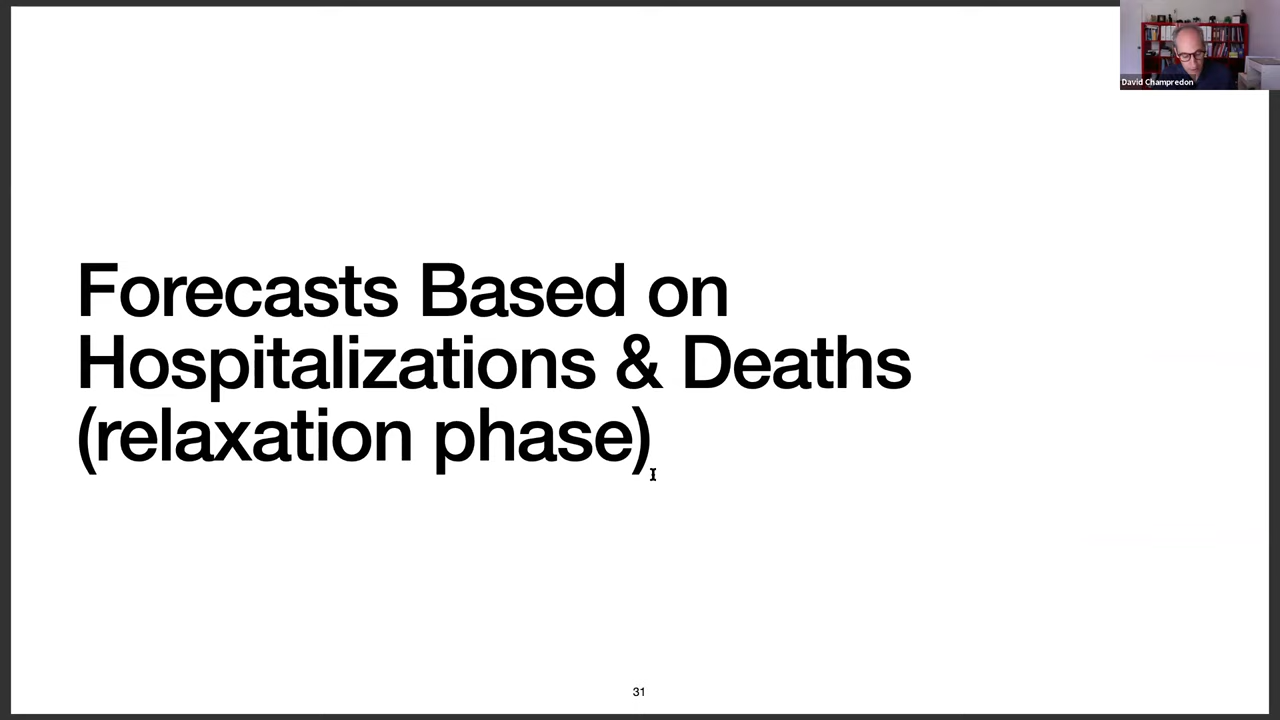 David Champredon
Forecasts Based on
Hospitalizations & Deaths
(relaxation phase)
31